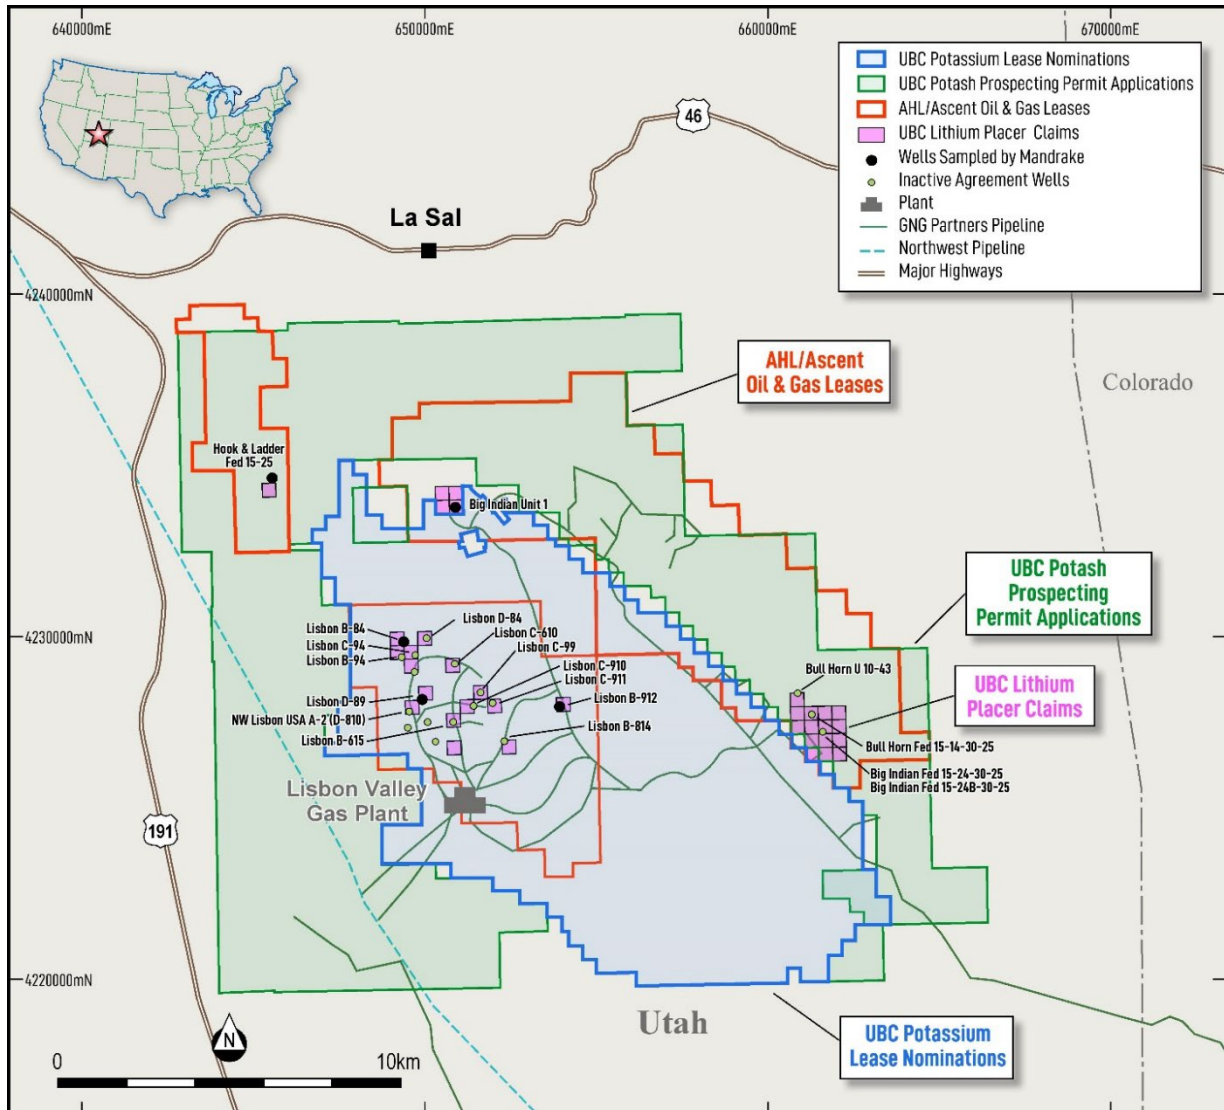 640000mE
650000mE
660000mE
670000mE
UBC Potassium Lease Nominations
UBC Potash Prospecting Permit Applications
AHL/Ascent Oil & Gas Leases
UBC Lithium Placer Claims
Wells Sampled by Mandrake
Inactive Agreement Wells
Plant
GNG Partners Pipeline
Northwest Pipeline
Major Highways
46
La Sal
4240000mN
AHL/Ascent
Oil & Gas Leases
Colorado
Hook & Ladder
Fed 15-25
Big Indian Unit 1
UBC Potash
Prospecting
Permit Applications
4230000mN
Lisbon B-84
Lisbon D-84
Lisbon C-94
Lisbon C-610
Lisbon B-94
Lisbon C-99
Lisbon C-910
Lisbon C-911
Bull Horn U 10-43
UBC Lithium
Placer Claims
Lisbon D-89
Lisbon B-912
NW Lisbon USA A-2 (D-810)
Lisbon B-615
Lisbon B-814
Bull Horn Fed 15-14-30-25
Big Indian Fed 15-24-30-25
Big Indian Fed 15-24B-30-25
Lisbon Valley
Gas Plant
191
4220000mN
Utah
UBC Potassium
Lease Nominations
N
0
10km